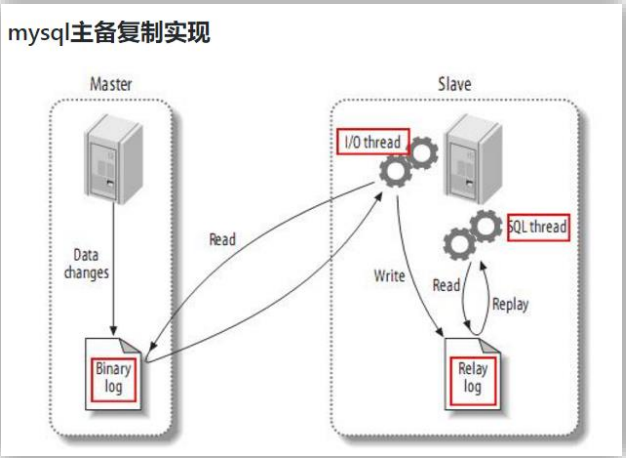 mysql主备复制实现
Master
Slave
I/O thread
SQL thread
Read
Data
changes
Write
Read
Replay
Binary
log
Relay
log